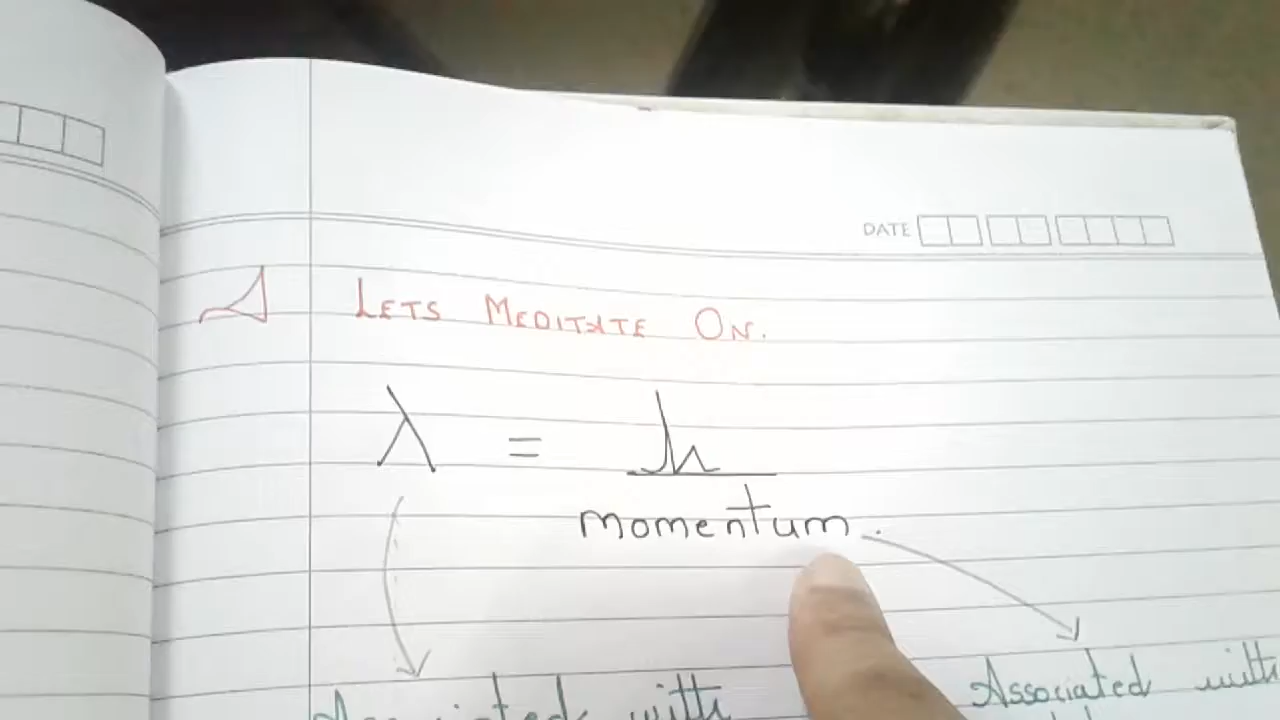 DATE
LETS MEDITATE ON.
λ = h
momentum.
Associated with
Associated with